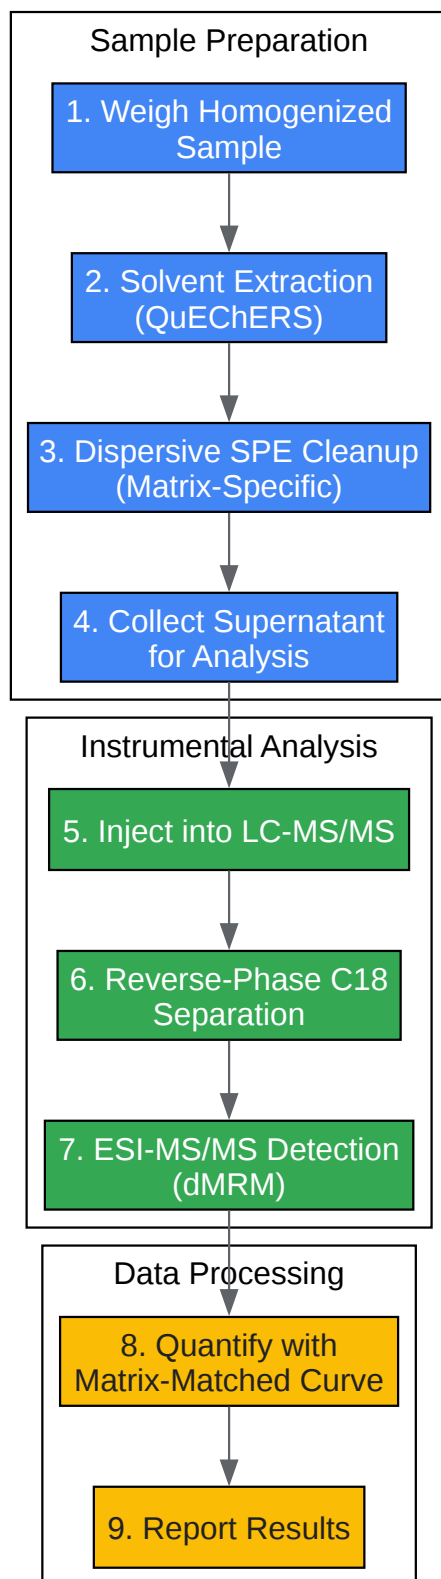 Sample Preparation
1. Weigh Homogenized
Sample
2. Solvent Extraction
(QuEChERS)
3. Dispersive SPE Cleanup
(Matrix-Specific)
4. Collect Supernatant
for Analysis
Instrumental Analysis
5. Inject into LC-MS/MS
6. Reverse-Phase C18
Separation
7. ESI-MS/MS Detection
(dMRM)
Data Processing
8. Quantify with
Matrix-Matched Curve
9. Report Results